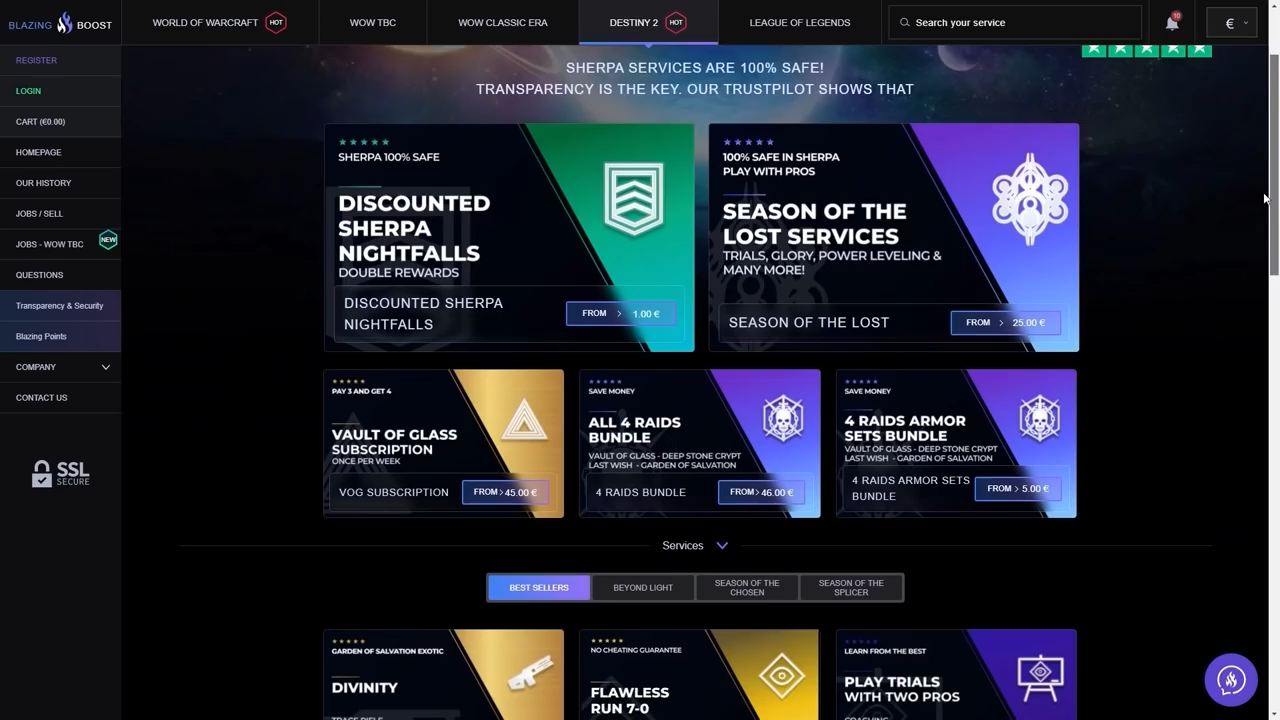 BLAZING BOOST
WORLD OF WARCRAFT HOT
WOW TBC
WOW CLASSIC ERA
DESTINY 2 HOT
LEAGUE OF LEGENDS
Search your service
10
€
REGISTER
LOGIN
CART (€0.00)
HOMEPAGE
OUR HISTORY
JOBS / SELL
JOBS - WOW TBC NEW
QUESTIONS
Transparency & Security
Blazing Points
COMPANY
CONTACT US
SSL
SECURE
SHERPA SERVICES ARE 100% SAFE!
TRANSPARENCY IS THE KEY. OUR TRUSTPILOT SHOWS THAT
SHERPA 100% SAFE
DISCOUNTED
SHERPA
NIGHTFALLS
DOUBLE REWARDS
DISCOUNTED SHERPA
NIGHTFALLS
FROM > 1.00 €
100% SAFE IN SHERPA
PLAY WITH PROS
SEASON OF THE
LOST SERVICES
TRIALS, GLORY, POWER LEVELING &
MANY MORE!
SEASON OF THE LOST
FROM > 25.00 €
PAY 3 AND GET 4
VAULT OF GLASS
SUBSCRIPTION
ONCE PER WEEK
VOG SUBSCRIPTION
FROM > 45.00 €
SAVE MONEY
ALL 4 RAIDS
BUNDLE
VAULT OF GLASS - DEEP STONE CRYPT
LAST WISH - GARDEN OF SALVATION
4 RAIDS BUNDLE
FROM > 46.00 €
SAVE MONEY
4 RAIDS ARMOR
SETS BUNDLE
VAULT OF GLASS - DEEP STONE CRYPT
LAST WISH - GARDEN OF SALVATION
4 RAIDS ARMOR SETS
BUNDLE
FROM > 5.00 €
Services
BEST SELLERS
BEYOND LIGHT
SEASON OF THE
CHOSEN
SEASON OF THE
SPLICER
GARDEN OF SALVATION EXOTIC
DIVINITY
NO CHEATING GUARANTEE
FLAWLESS
RUN 7-0
LEARN FROM THE BEST
PLAY TRIALS
WITH TWO PROS